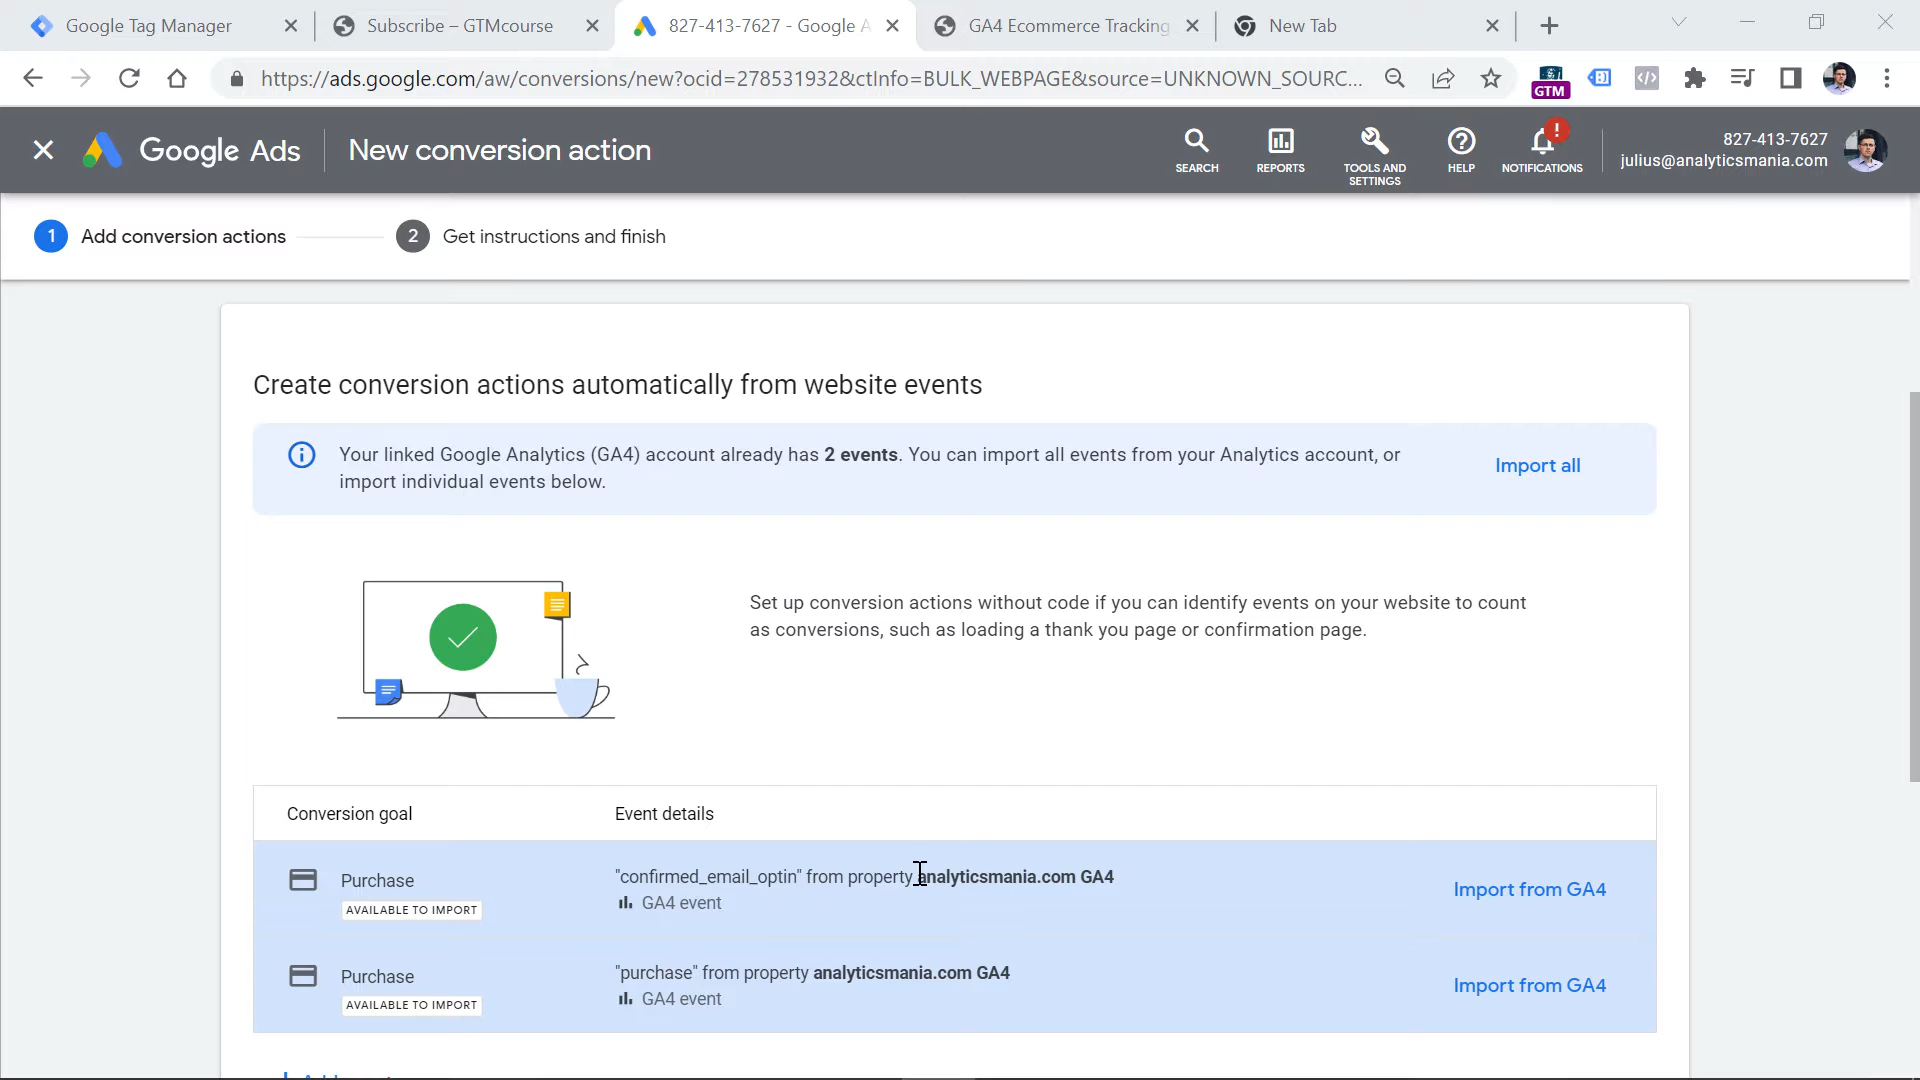 Google Tag Manager
Subscribe – GTMcourse
827-413-7627 - Google A
GA4 Ecommerce Tracking
New Tab
https://ads.google.com/aw/conversions/new?ocid=278531932&ctInfo=BULK_WEBPAGE&source=UNKNOWN_SOURC...
GTM
Google Ads
New conversion action
SEARCH
REPORTS
TOOLS AND
SETTINGS
HELP
NOTIFICATIONS
827-413-7627
julius@analyticsmania.com
1 Add conversion actions
2 Get instructions and finish
Create conversion actions automatically from website events
Your linked Google Analytics (GA4) account already has 2 events. You can import all events from your Analytics account, or
import individual events below.
Import all
Set up conversion actions without code if you can identify events on your website to count
as conversions, such as loading a thank you page or confirmation page.
Conversion goal
Event details
Purchase
AVAILABLE TO IMPORT
"confirmed_email_optin" from property analyticsmania.com GA4
GA4 event
Import from GA4
Purchase
AVAILABLE TO IMPORT
"purchase" from property analyticsmania.com GA4
GA4 event
Import from GA4